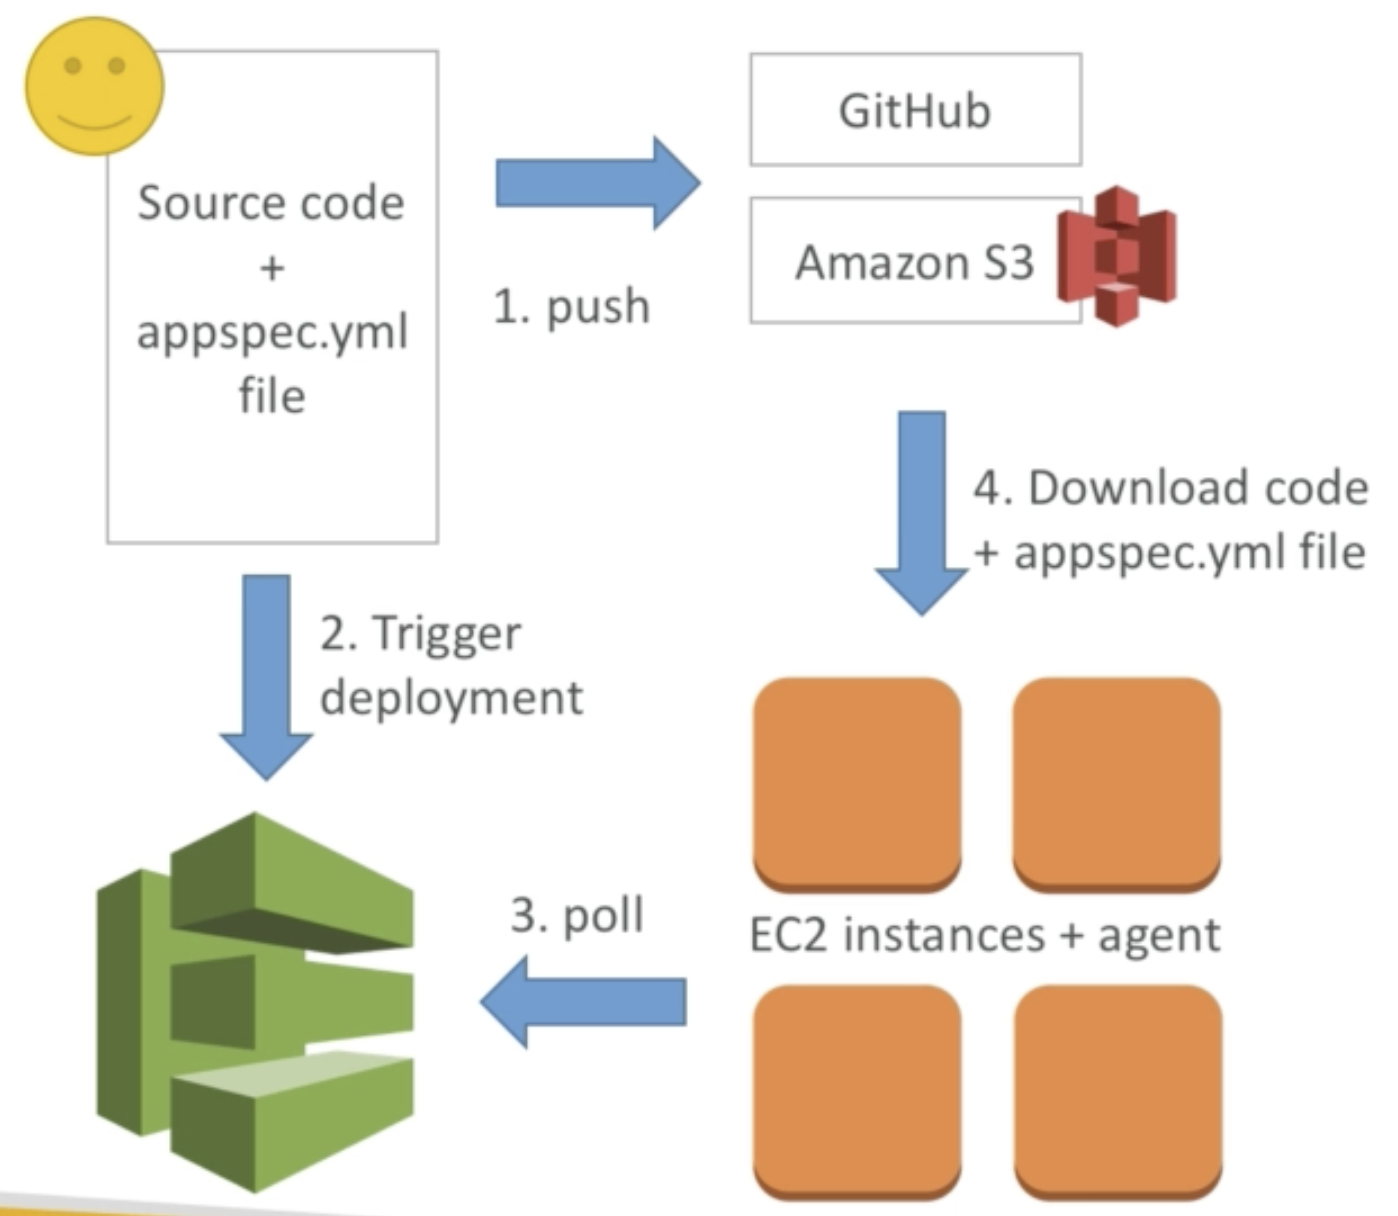 Source code
+
appspec.yml
file
1. push
GitHub
Amazon S3
4. Download code
+ appspec.yml file
2. Trigger
deployment
3. poll
EC2 instances + agent